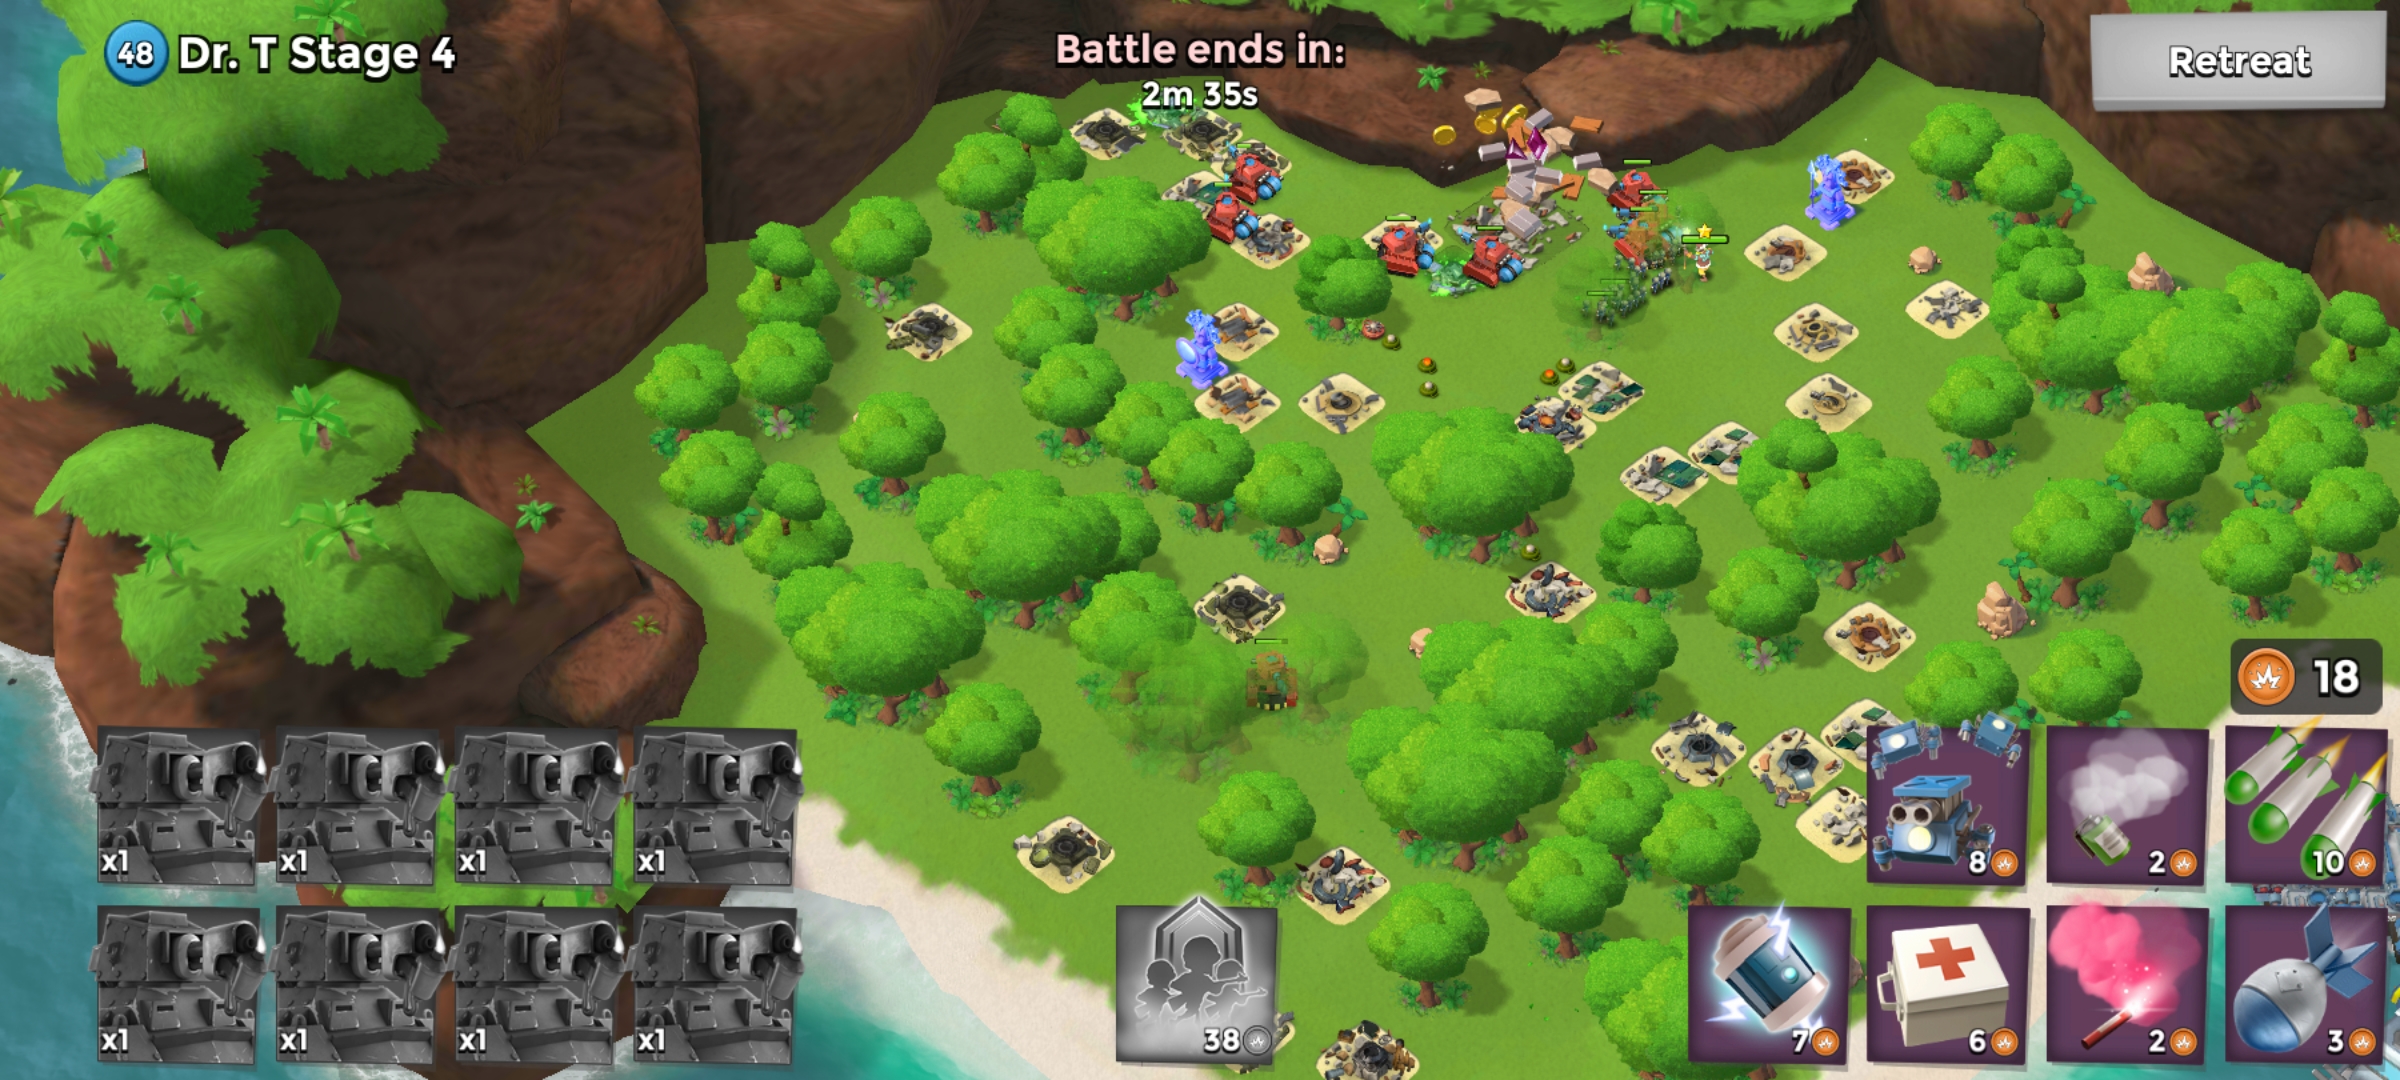 48 Dr. T Stage 4
Battle ends in:
2m 35s
Retreat
18
x1 x1 x1 x1
8 2 10
x1 x1 x1 x1
38 7 6 2 3